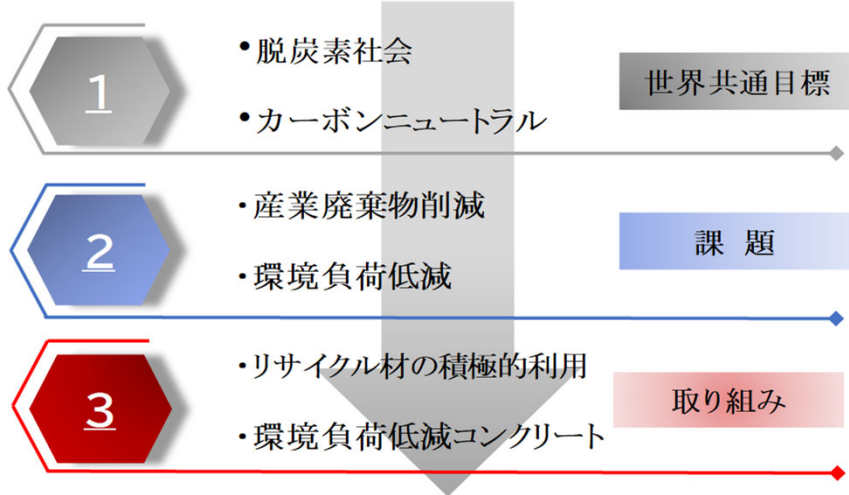 1
・脱炭素社会
・カーボンニュートラル
世界共通目標
2
・産業廃棄物削減
・環境負荷低減
課 題
3
・リサイクル材の積極的利用
・環境負荷低減コンクリート
取り組み